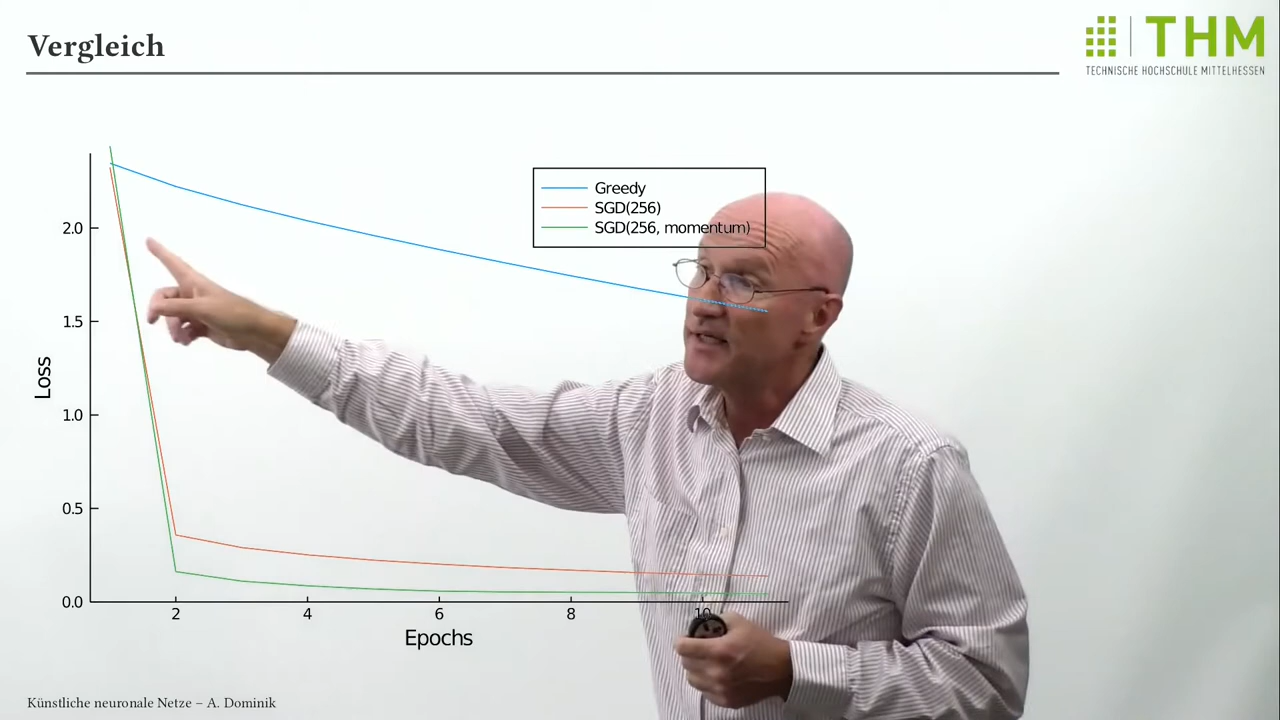 Vergleich
THM
TECHNISCHE HOCHSCHULE MITTELHESSEN
Greedy
SGD(256)
SGD(256, momentum)
2.0
1.5
1.0
0.5
0.0
Loss
2 4 6 8 10
Epochs
Künstliche neuronale Netze – A. Dominik